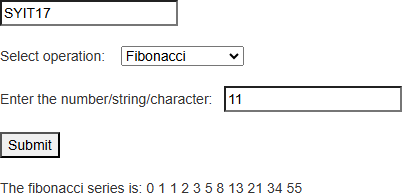 SYIT17
Select operation: Fibonacci
Enter the number/string/character: 11
Submit
The fibonacci series is: 0 1 1 2 3 5 8 13 21 34 55